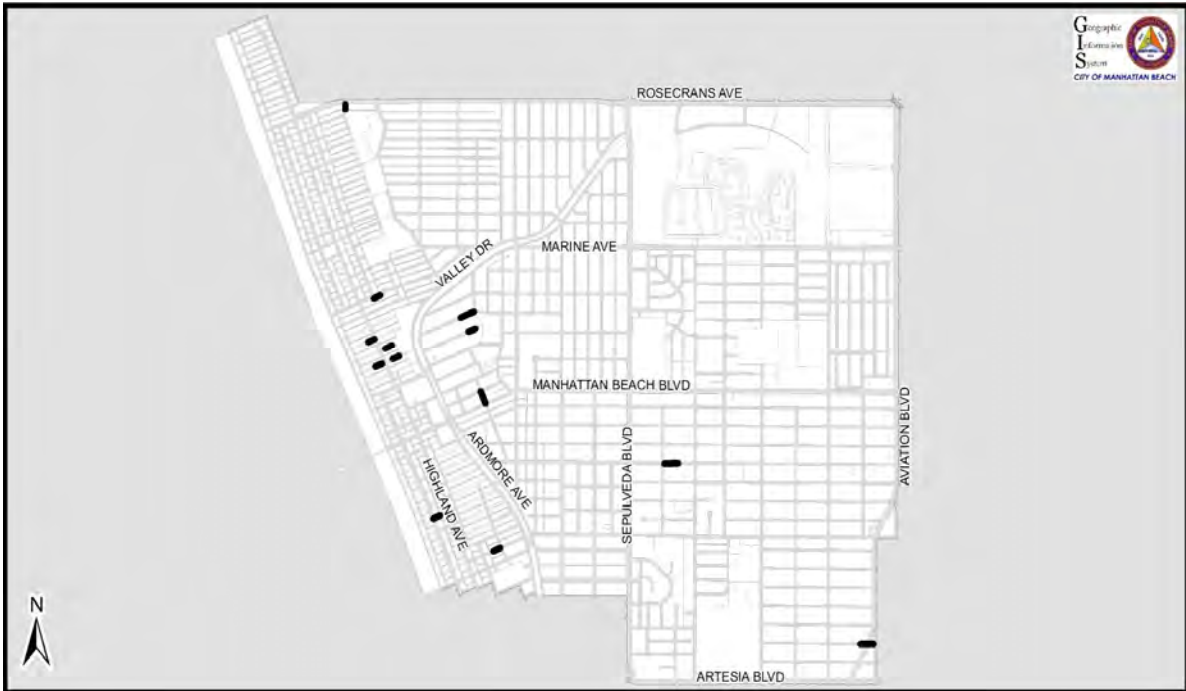 Geographic
Information
System
CITY OF MANHATTAN BEACH
ROSECRANS AVE
MARINE AVE
VALLEY DR
MANHATTAN BEACH BLVD
AVIATION BLVD
ARDMORE AVE
SEPULVEDA BLVD
HIGHLAND AVE
N
ARTESIA BLVD